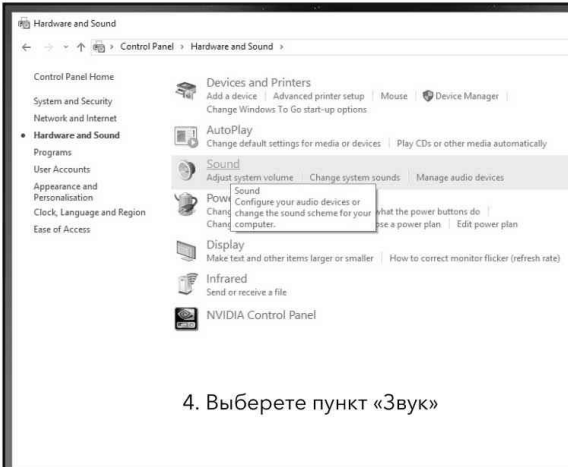 Hardware and Sound
Control Panel > Hardware and Sound >
Control Panel Home
System and Security
Network and Internet
Hardware and Sound
Programs
User Accounts
Appearance and
Personalisation
Clock, Language and Region
Ease of Access
Devices and Printers
Add a device | Advanced printer setup | Mouse | Device Manager |
Change Windows To Go start-up options
AutoPlay
Change default settings for media or devices | Play CDs or other media automatically
Sound
Adjust system volume | Change system sounds | Manage audio devices
Sound
Configure your audio devices or
change the sound scheme for your
computer.
Pow
Chang what the power buttons do |
Chang ose a power plan | Edit power plan
Display
Make text and other items larger or smaller | How to correct monitor flicker (refresh rate)
Infrared
Send or receive a file
NVIDIA Control Panel
4. Выберете пункт «Звук»